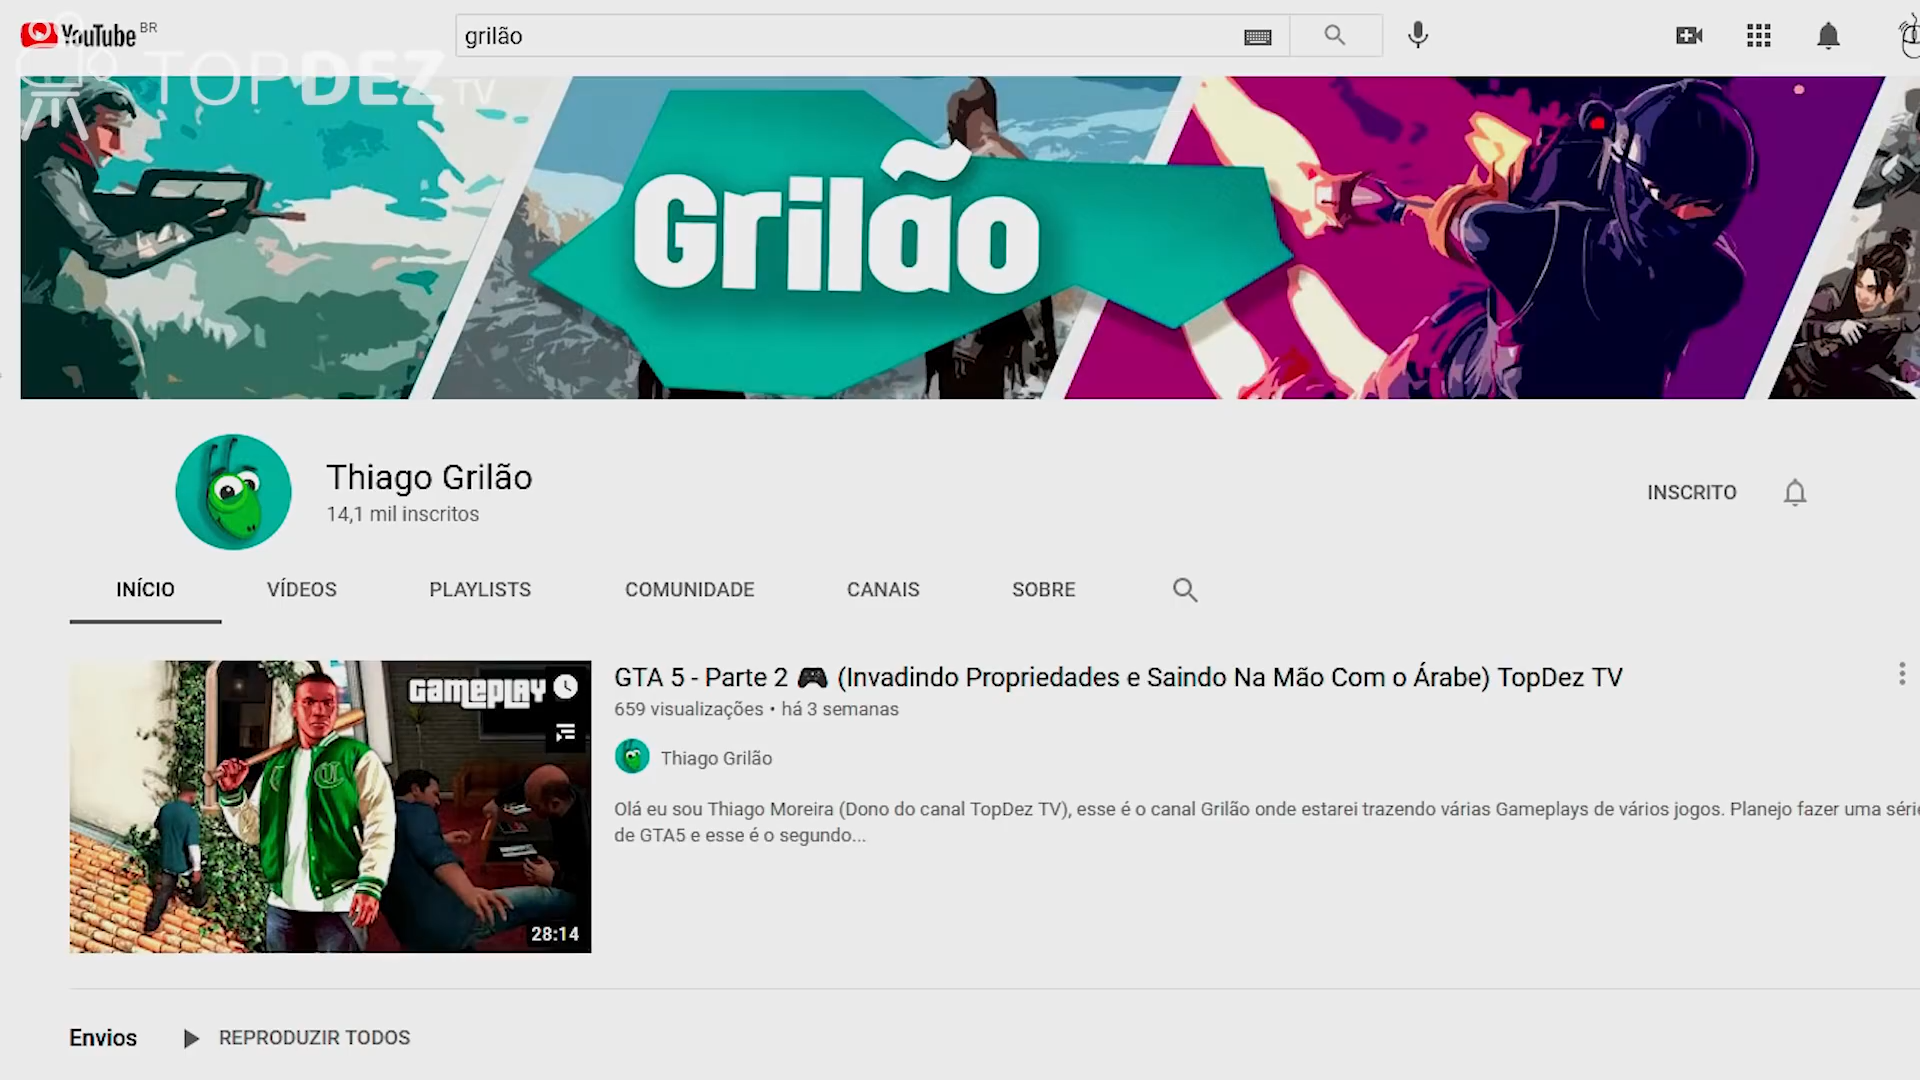 YouTube BR
grilão
TOPDEZ TV
Grilão
Thiago Grilão
14,1 mil inscritos
INSCRITO
INÍCIO
VÍDEOS
PLAYLISTS
COMUNIDADE
CANAIS
SOBRE
GAMEPLAY
28:14
GTA 5 - Parte 2 🎮 (Invadindo Propriedades e Saindo Na Mão Com o Árabe) TopDez TV
659 visualizações • há 3 semanas
Thiago Grilão
Olá eu sou Thiago Moreira (Dono do canal TopDez TV), esse é o canal Grilão onde estarei trazendo várias Gameplays de vários jogos. Planejo fazer uma série
de GTA5 e esse é o segundo...
Envios
REPRODUZIR TODOS